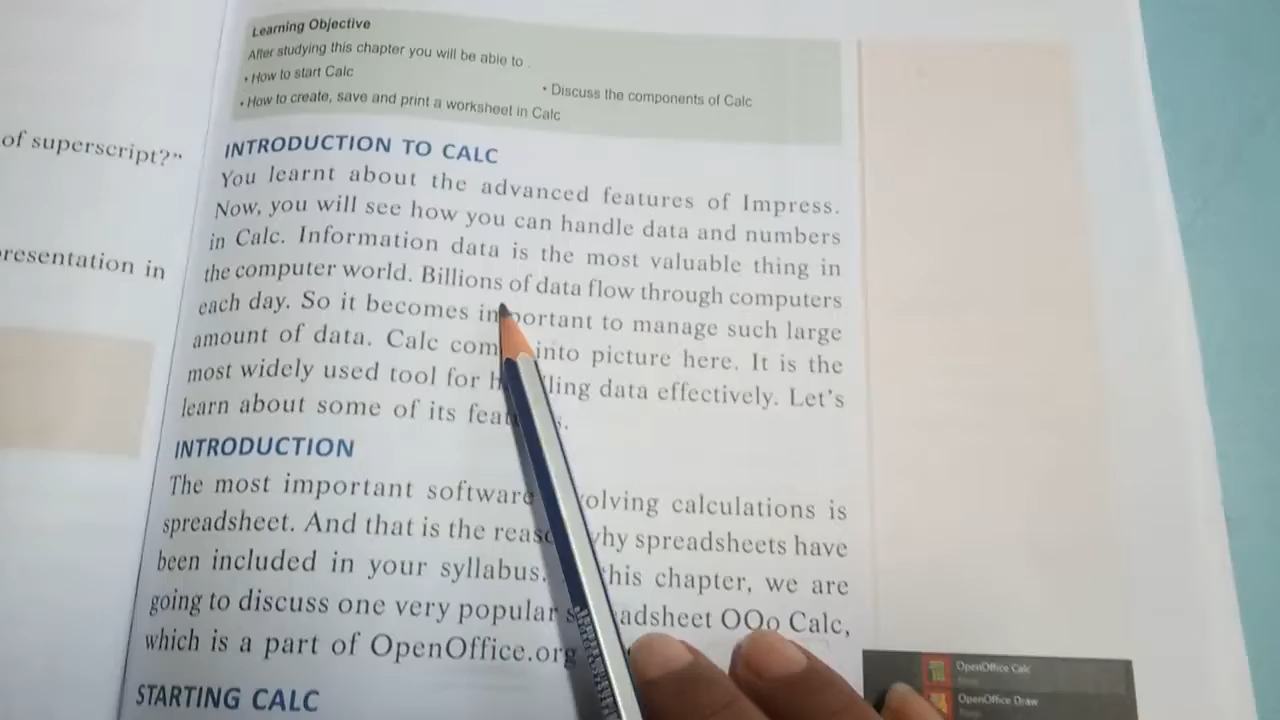 of superscript?”
resentation in
Learning Objective
After studying this chapter you will be able to
• How to start Calc
• Discuss the components of Calc
• How to create, save and print a worksheet in Calc
INTRODUCTION TO CALC
You learnt about the advanced features of Impress.
Now, you will see how you can handle data and numbers
in Calc. Information data is the most valuable thing in
the computer world. Billions of data flow through computers
each day. So it becomes important to manage such large
amount of data. Calc com into picture here. It is the
most widely used tool for h ling data effectively. Let's
learn about some of its feat s.
INTRODUCTION
The most important software volving calculations is
spreadsheet. And that is the reaso why spreadsheets have
been included in your syllabus. this chapter, we are
going to discuss one very popular s eadsheet OOo Calc,
which is a part of OpenOffice.org
STARTING CALC
OpenOffice Calc
OpenOffice Draw